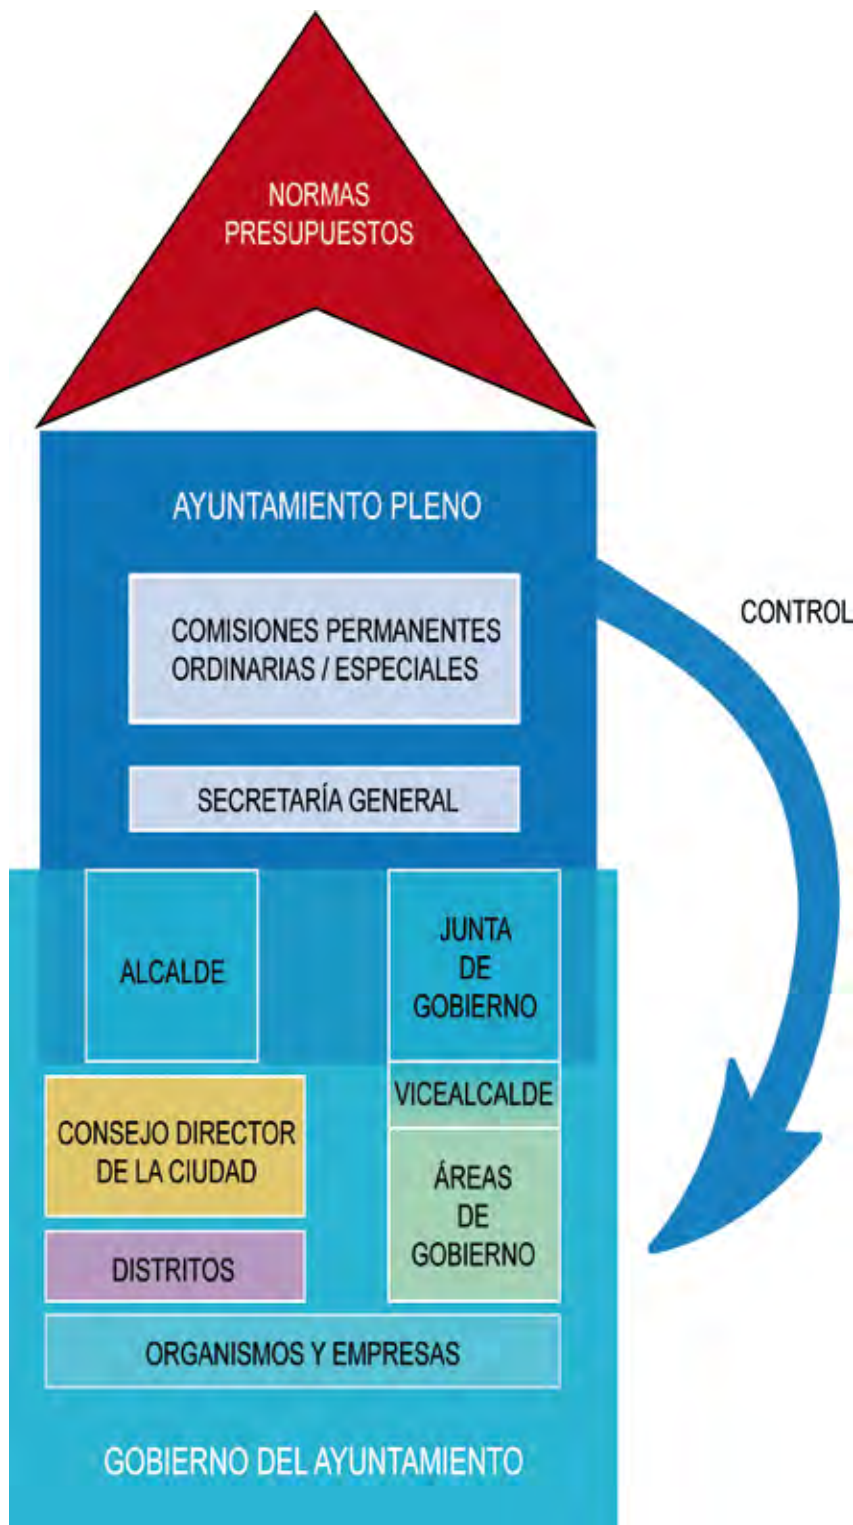 NORMAS
PRESUPUESTOS
AYUNTAMIENTO PLENO
COMISIONES PERMANENTES
ORDINARIAS / ESPECIALES
CONTROL
SECRETARÍA GENERAL
ALCALDE
JUNTA
DE
GOBIERNO
VICEALCALDE
CONSEJO DIRECTOR
DE LA CIUDAD
ÁREAS
DE
GOBIERNO
DISTRITOS
ORGANISMOS Y EMPRESAS
GOBIERNO DEL AYUNTAMIENTO